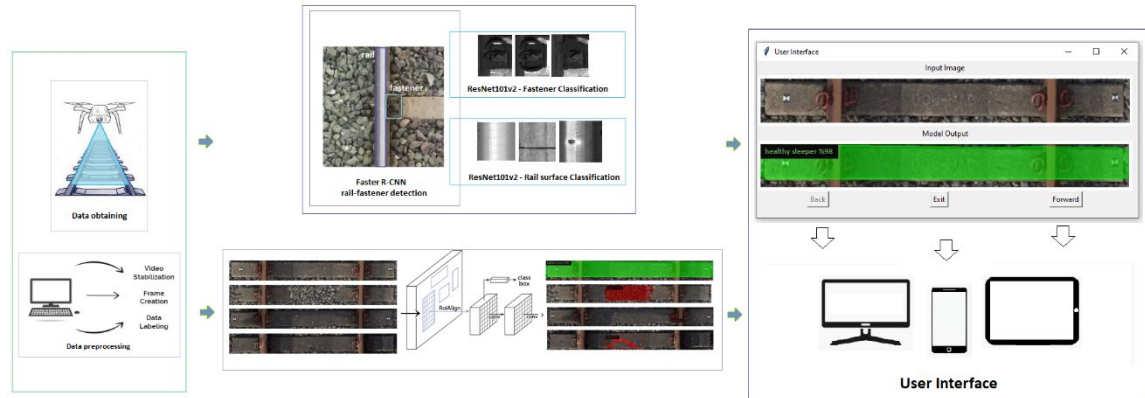 Data obtaining
Video
Stabilization
Frame
Creation
Data
Labeling
Data preprocessing
rail
fastener
Faster R-CNN
rail-fastener detection
ResNet101v2 - Fastener Classification
ResNet101v2 - Rail surface Classification
RoIAlign
class
box
conv
conv
User Interface
Input Image
Model Output
healthy sleeper %98
Back
Exit
Forward
User Interface